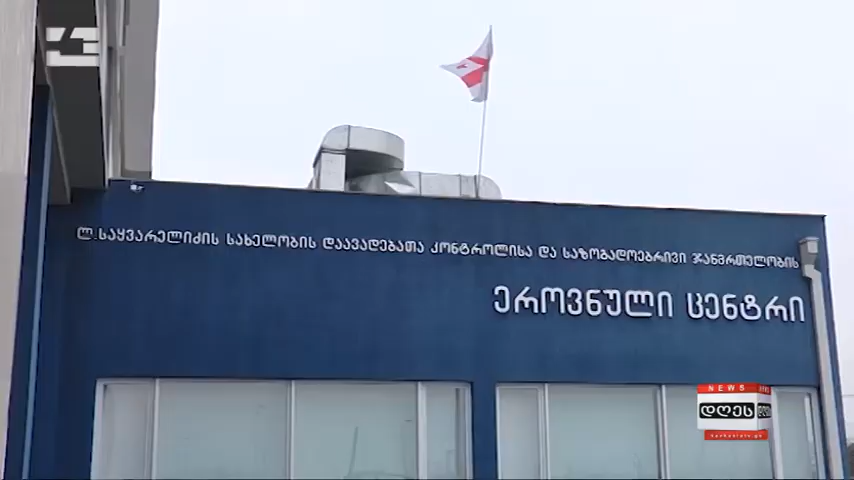 ლ.საყვარელიძის სახელობის დაავადებათა კონტროლისა და საზოგადოებრივი ჯანმრთელობის
ეროვნული ცენტრი
NEWS
დღეს